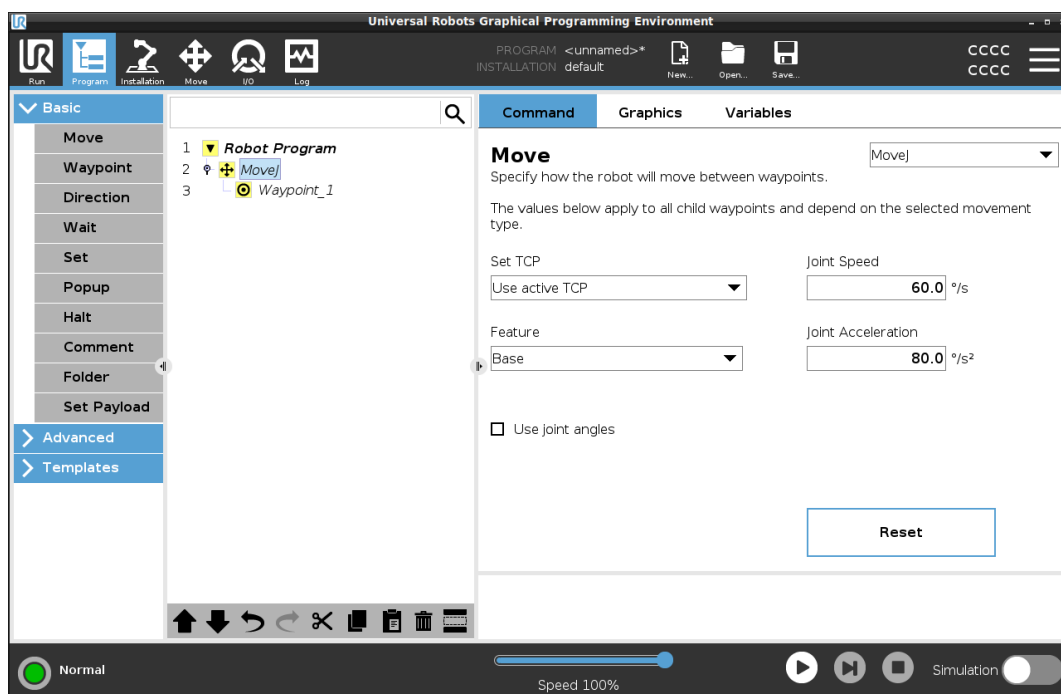 UR
Universal Robots Graphical Programming Environment
UR
Run
Program
Installation
Move
I/O
Log
PROGRAM <unnamed>*
INSTALLATION default
New...
Open...
Save...
CCCC
CCCC
Basic
Move
Waypoint
Direction
Wait
Set
Popup
Halt
Comment
Folder
Set Payload
Advanced
Templates
1 Robot Program
2 MoveJ
3 Waypoint_1
Command Graphics Variables
Move
MoveJ
Specify how the robot will move between waypoints.
The values below apply to all child waypoints and depend on the selected movement
type.
Set TCP
Use active TCP
Joint Speed
60.0 °/s
Feature
Base
Joint Acceleration
80.0 °/s²
Use joint angles
Reset
Normal
Speed 100%
Simulation